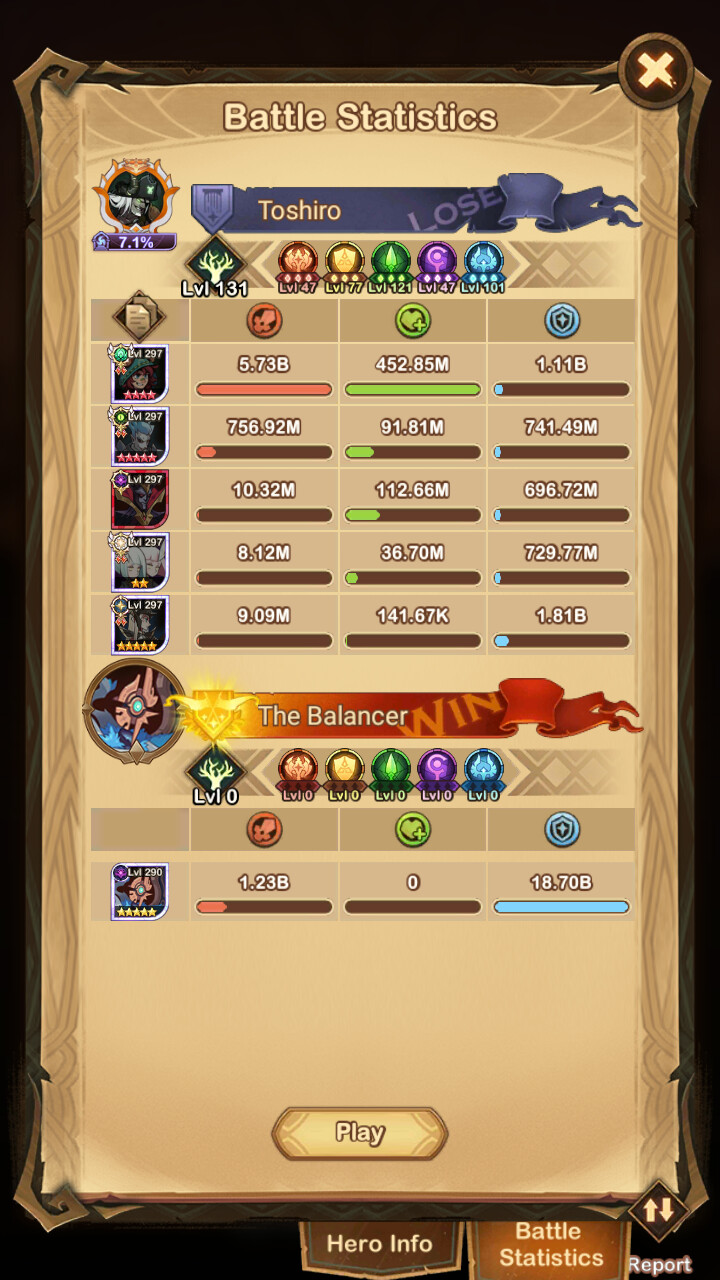 Battle Statistics
Toshiro
LOSE
7.1%
Lvl 131
Lvl 47 Lvl 77 Lvl 121 Lvl 47 Lvl 101
Lvl 297
5.73B 452.85M 1.11B
Lvl 297
756.92M 91.81M 741.49M
Lvl 297
10.32M 112.66M 696.72M
Lvl 297
8.12M 36.70M 729.77M
Lvl 297
9.09M 141.67K 1.81B
The Balancer
WIN
Lvl 0
Lvl 0 Lvl 0 Lvl 0 Lvl 0 Lvl 0
Lvl 290
1.23B 0 18.70B
Play
Hero Info
Battle
Statistics
Report